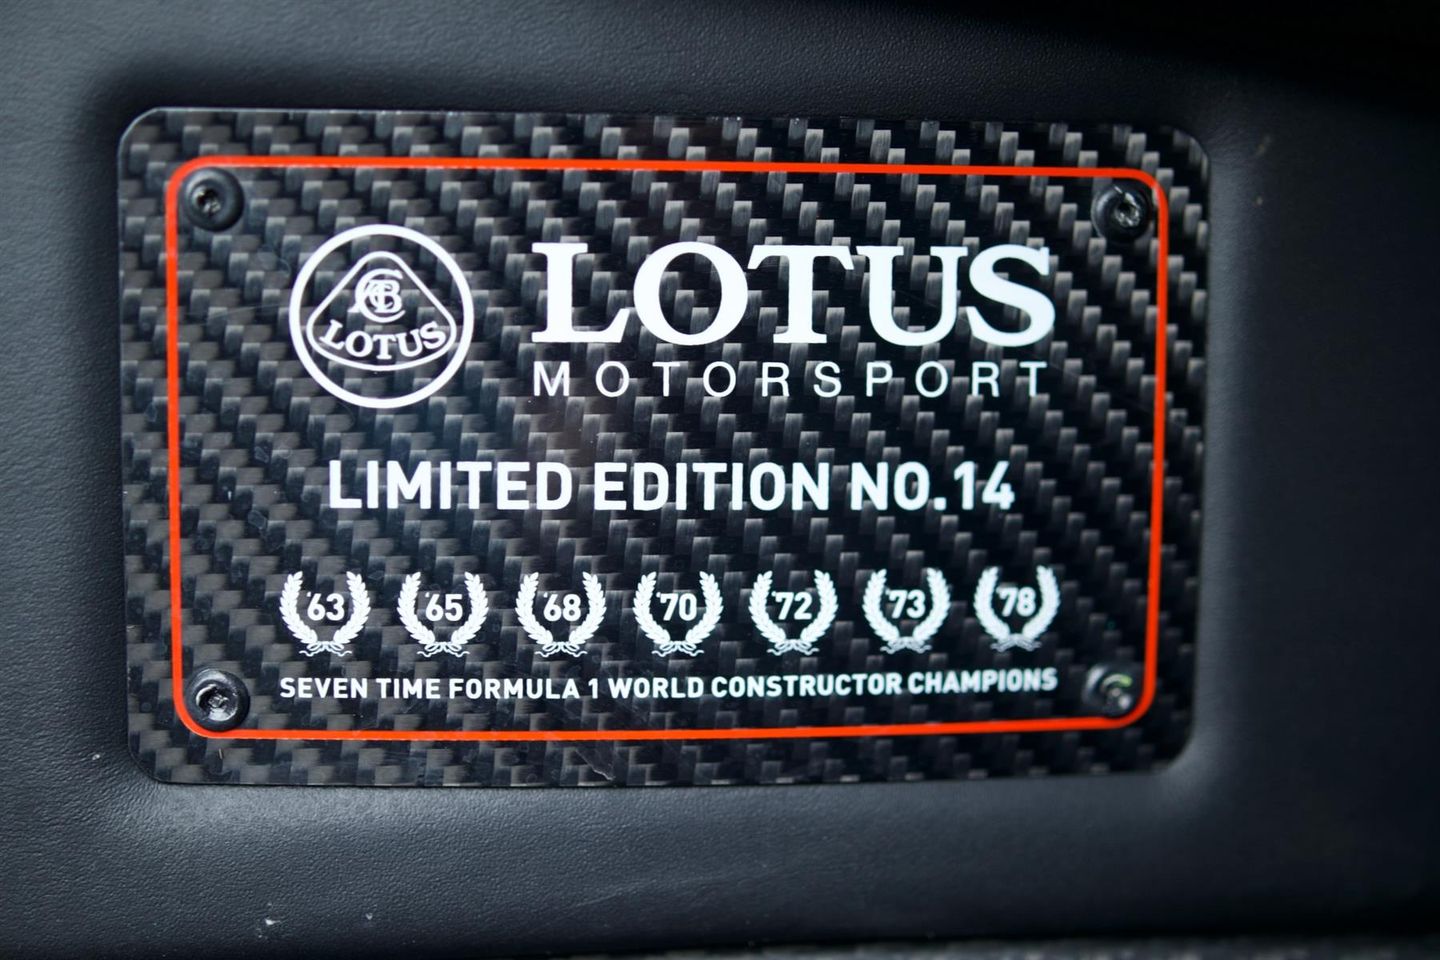 ACBC
LOTUS
LOTUS
MOTORSPORT
LIMITED EDITION NO.14
'63 '65 '68 '70 '72 '73 '78
SEVEN TIME FORMULA 1 WORLD CONSTRUCTOR CHAMPIONS